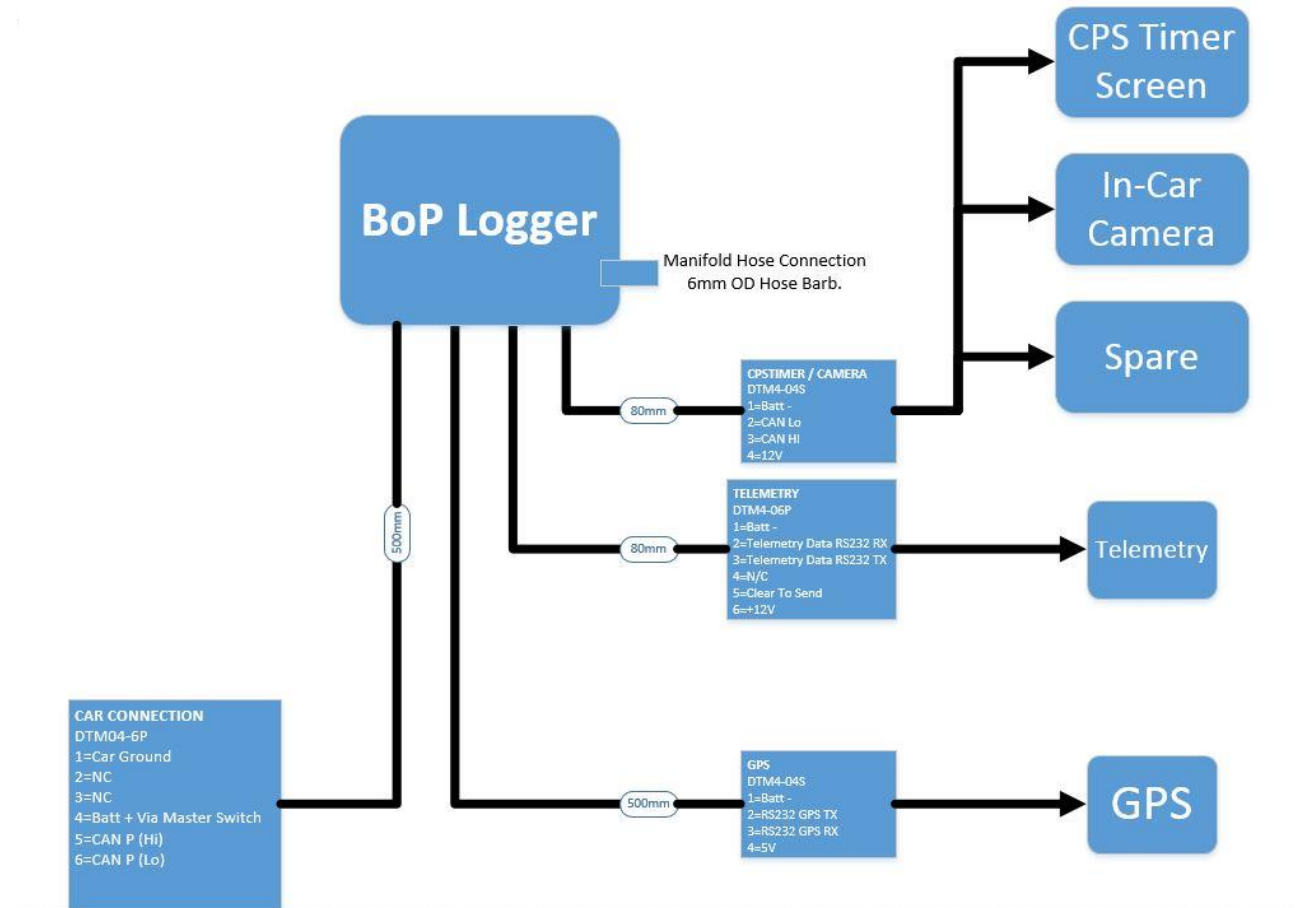 CPS Timer
Screen
In-Car
Camera
BoP Logger
Manifold Hose Connection
6mm OD Hose Barb.
Spare
CPSTIMER / CAMERA
DTM4-04S
1=Batt -
2=CAN Lo
3=CAN HI
4=12V
80mm
TELEMETRY
DTM4-06P
1=Batt -
2=Telemetry Data RS232 RX
3=Telemetry Data RS232 TX
4=N/C
5=Clear To Send
6=+12V
80mm
500mm
Telemetry
CAR CONNECTION
DTM04-6P
1=Car Ground
2=NC
3=NC
4=Batt + Via Master Switch
5=CAN P (Hi)
6=CAN P (Lo)
500mm
GPS
DTM4-04S
1=Batt -
2=RS232 GPS TX
3=RS232 GPS RX
4=5V
GPS